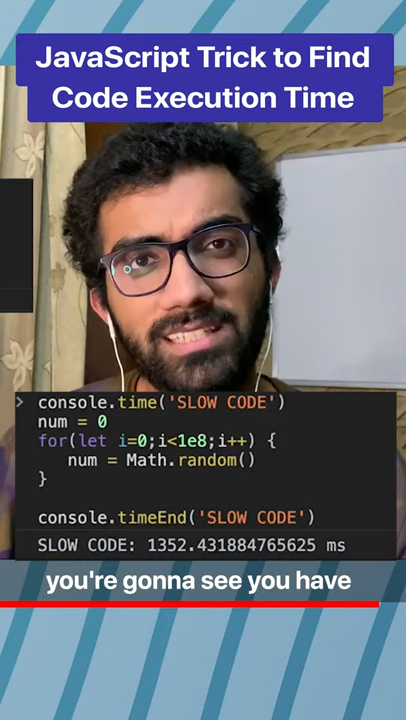 JavaScript Trick to Find
Code Execution Time
> console.time('SLOW CODE')
num = 0
for(let i=0;i<1e8;i++) {
num = Math.random()
}
console.timeEnd('SLOW CODE')
SLOW CODE: 1352.431884765625 ms
you're gonna see you have